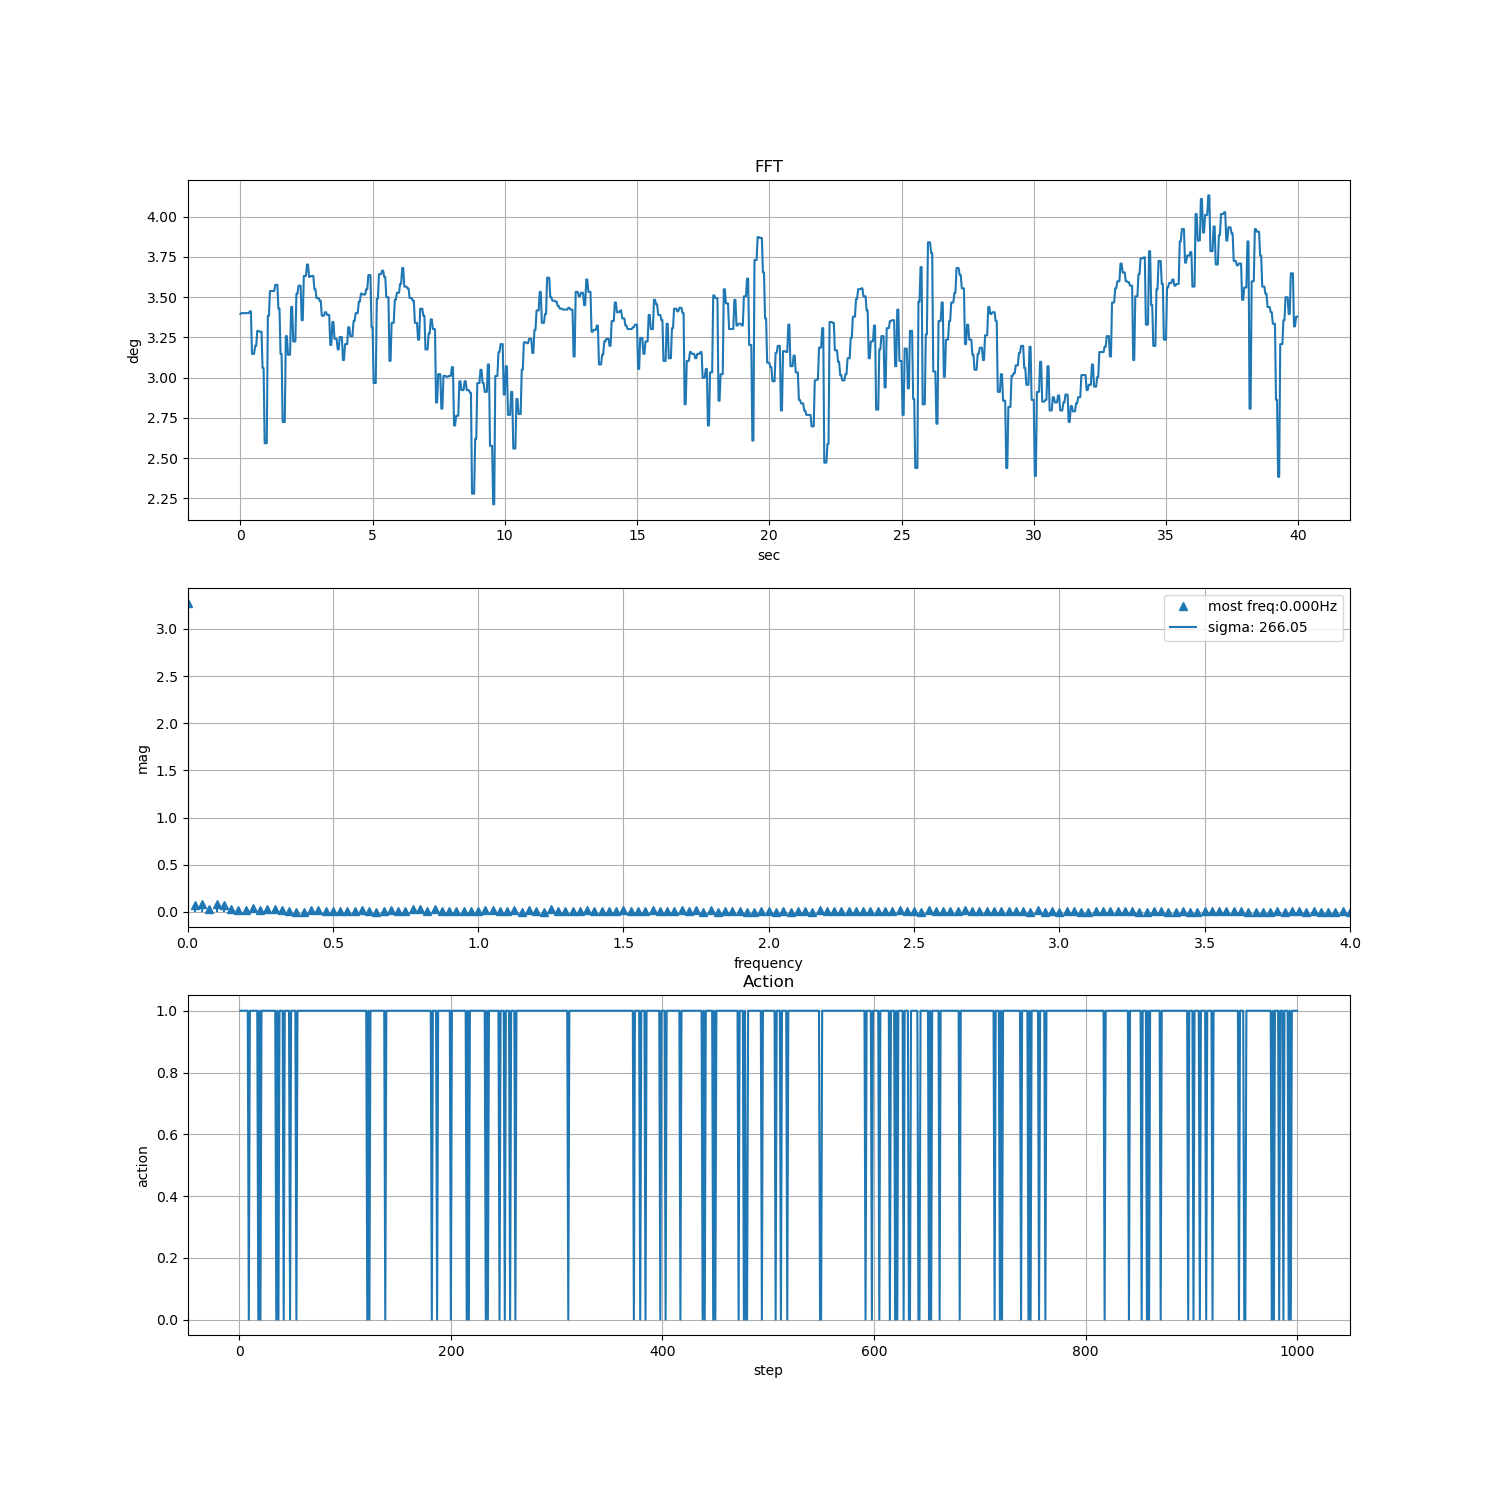 FFT
4.00
3.75
3.50
3.25
3.00
2.75
2.50
2.25
deg
0 5 10 15 20 25 30 35 40
sec
most freq:0.000Hz
sigma: 266.05
3.0
2.5
2.0
1.5
1.0
0.5
0.0
mag
0.0 0.5 1.0 1.5 2.0 2.5 3.0 3.5 4.0
frequency
Action
1.0
0.8
0.6
0.4
0.2
0.0
action
0 200 400 600 800 1000
step